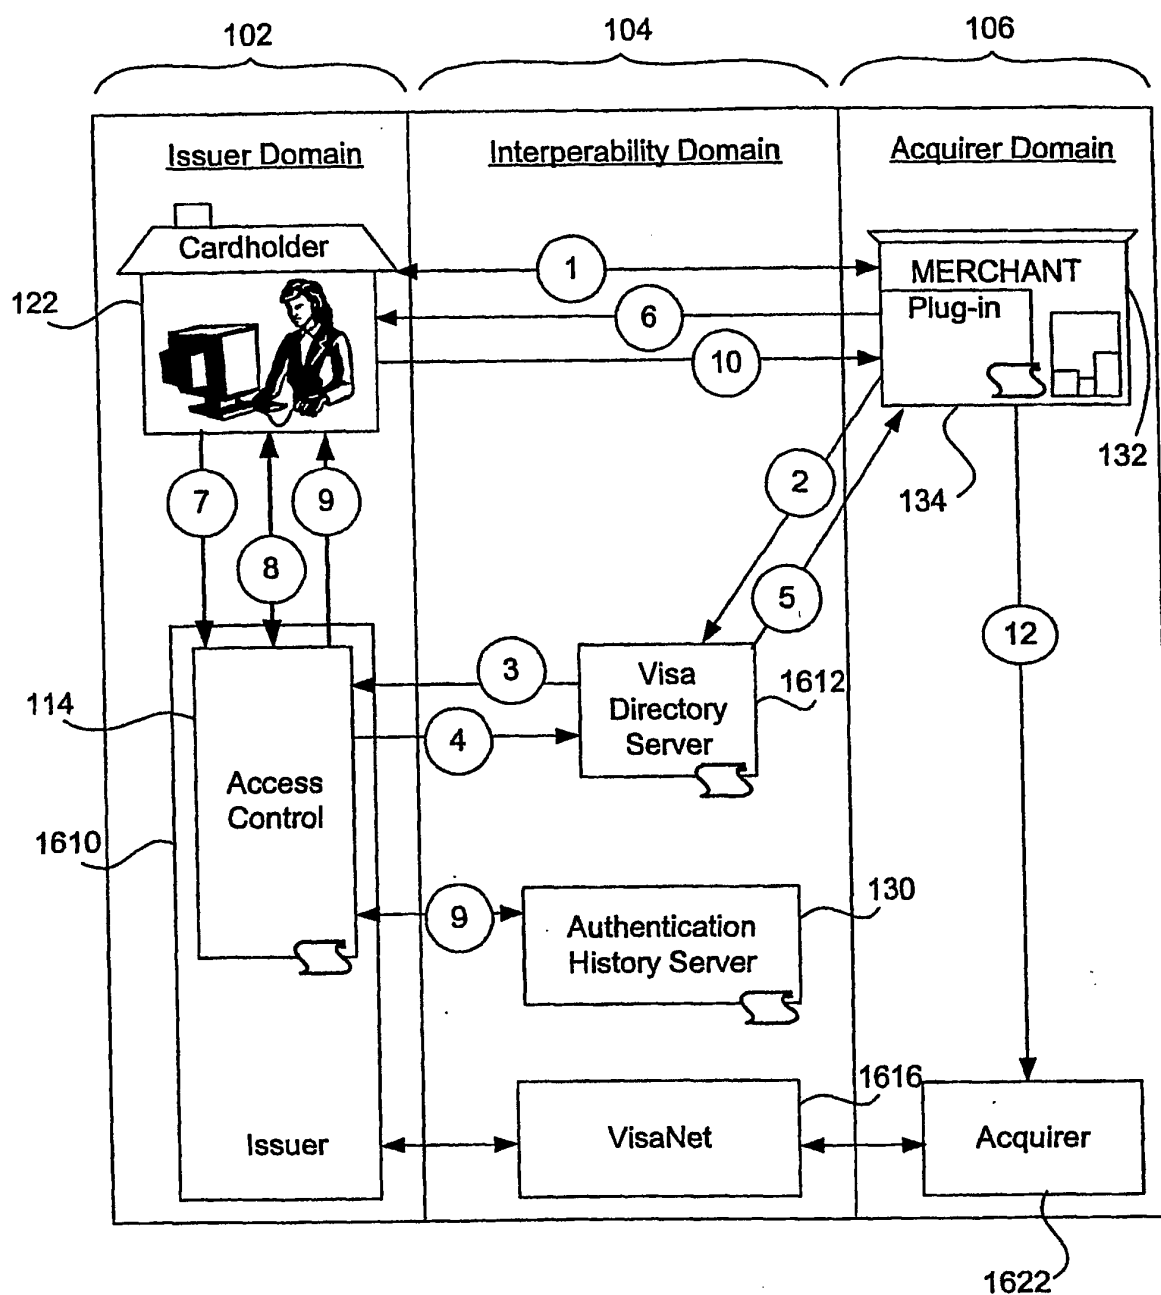 102
104
106
Issuer Domain
Interperability Domain
Acquirer Domain
Cardholder
1
MERCHANT
Plug-in
122
6
10
132
2
134
7
9
8
5
12
3
Visa
Directory
Server
1612
114
4
Access
Control
1610
9
130
Authentication
History Server
1616
Issuer
VisaNet
Acquirer
1622